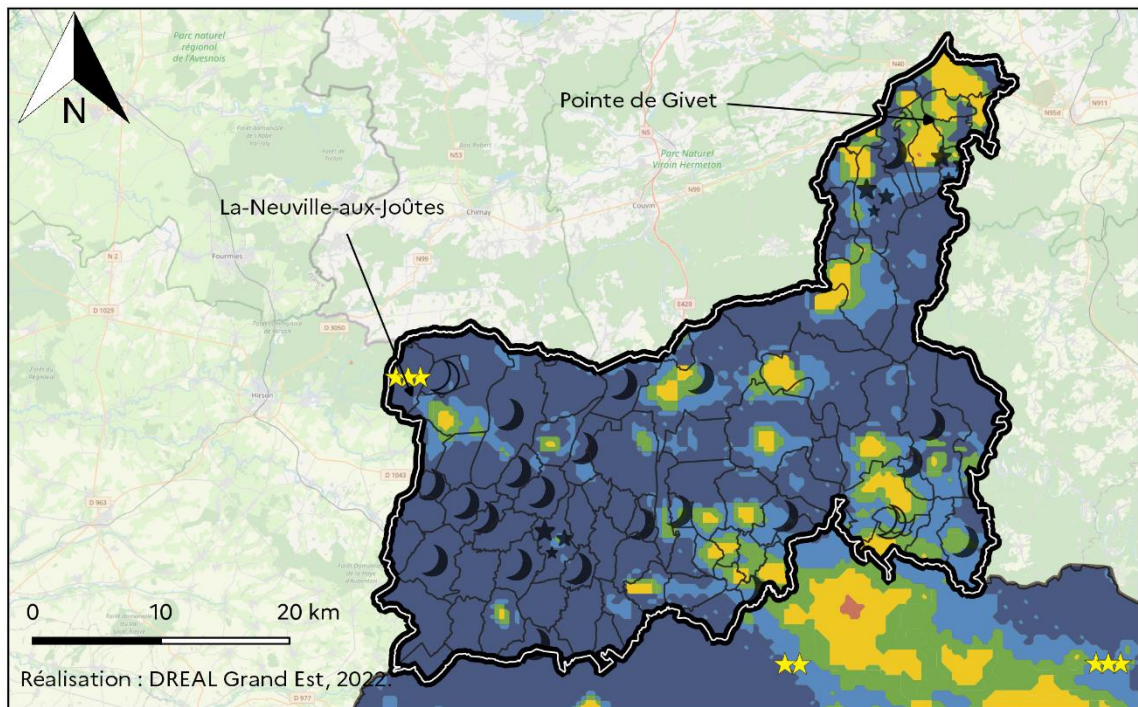 Parc naturel
régional
de l'Avesnois
N
Pointe de Givet
N40
N95d
N911
N5
Parc Naturel
Viroin Hermeton
N53
N99
La-Neuville-aux-Joûtes
Chimay
Couvin
N 2
Fourmies
N99
D 1029
D 3050
E420
Hirson
D 1043
D 963
0 10 20 km
Réalisation : DREAL Grand Est, 2022.
D 977